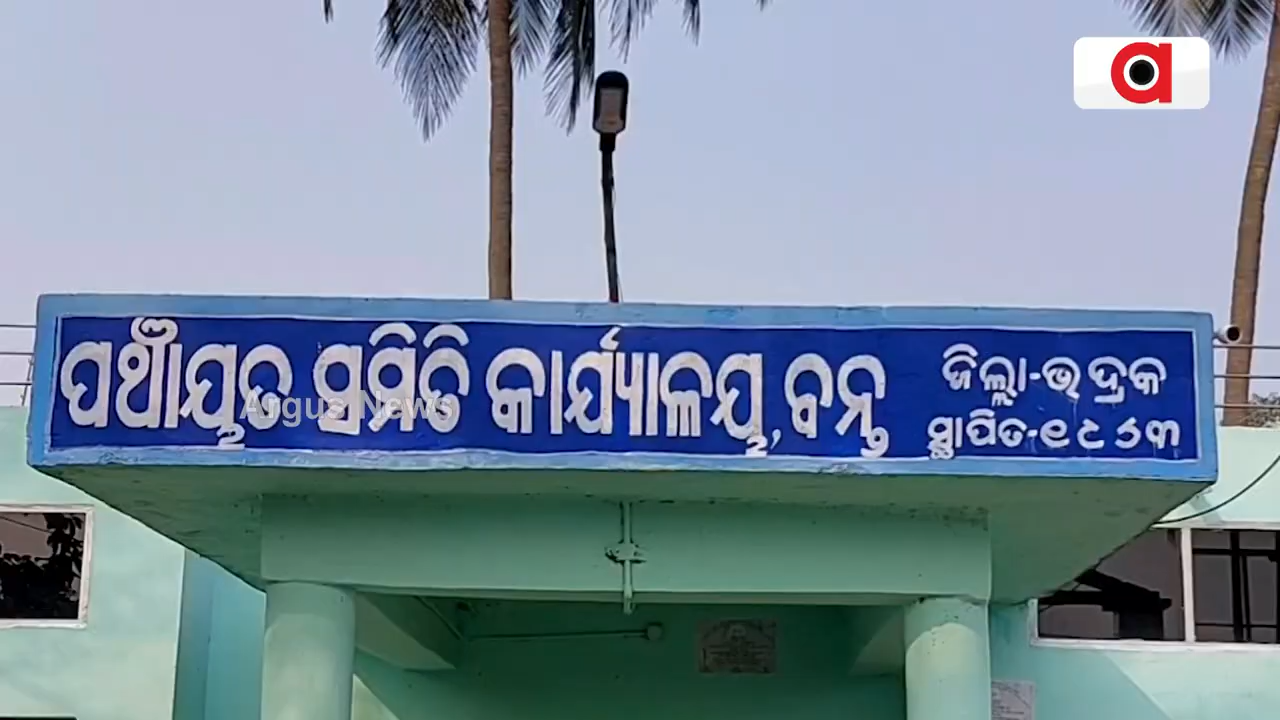 ପଞ୍ଚାୟତ ସମିତି କାର୍ଯ୍ୟାଳୟ, ବନ୍ତ
ଜିଲ୍ଲା-ଭଦ୍ରକ
ସ୍ଥାପିତ-୧୯୬୩
Argus News